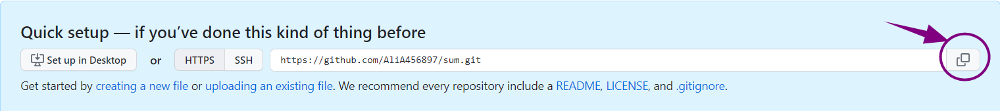 Quick setup — if you’ve done this kind of thing before
Set up in Desktop or HTTPS SSH https://github.com/AliA456897/sum.git
Get started by creating a new file or uploading an existing file. We recommend every repository include a README, LICENSE, and .gitignore.